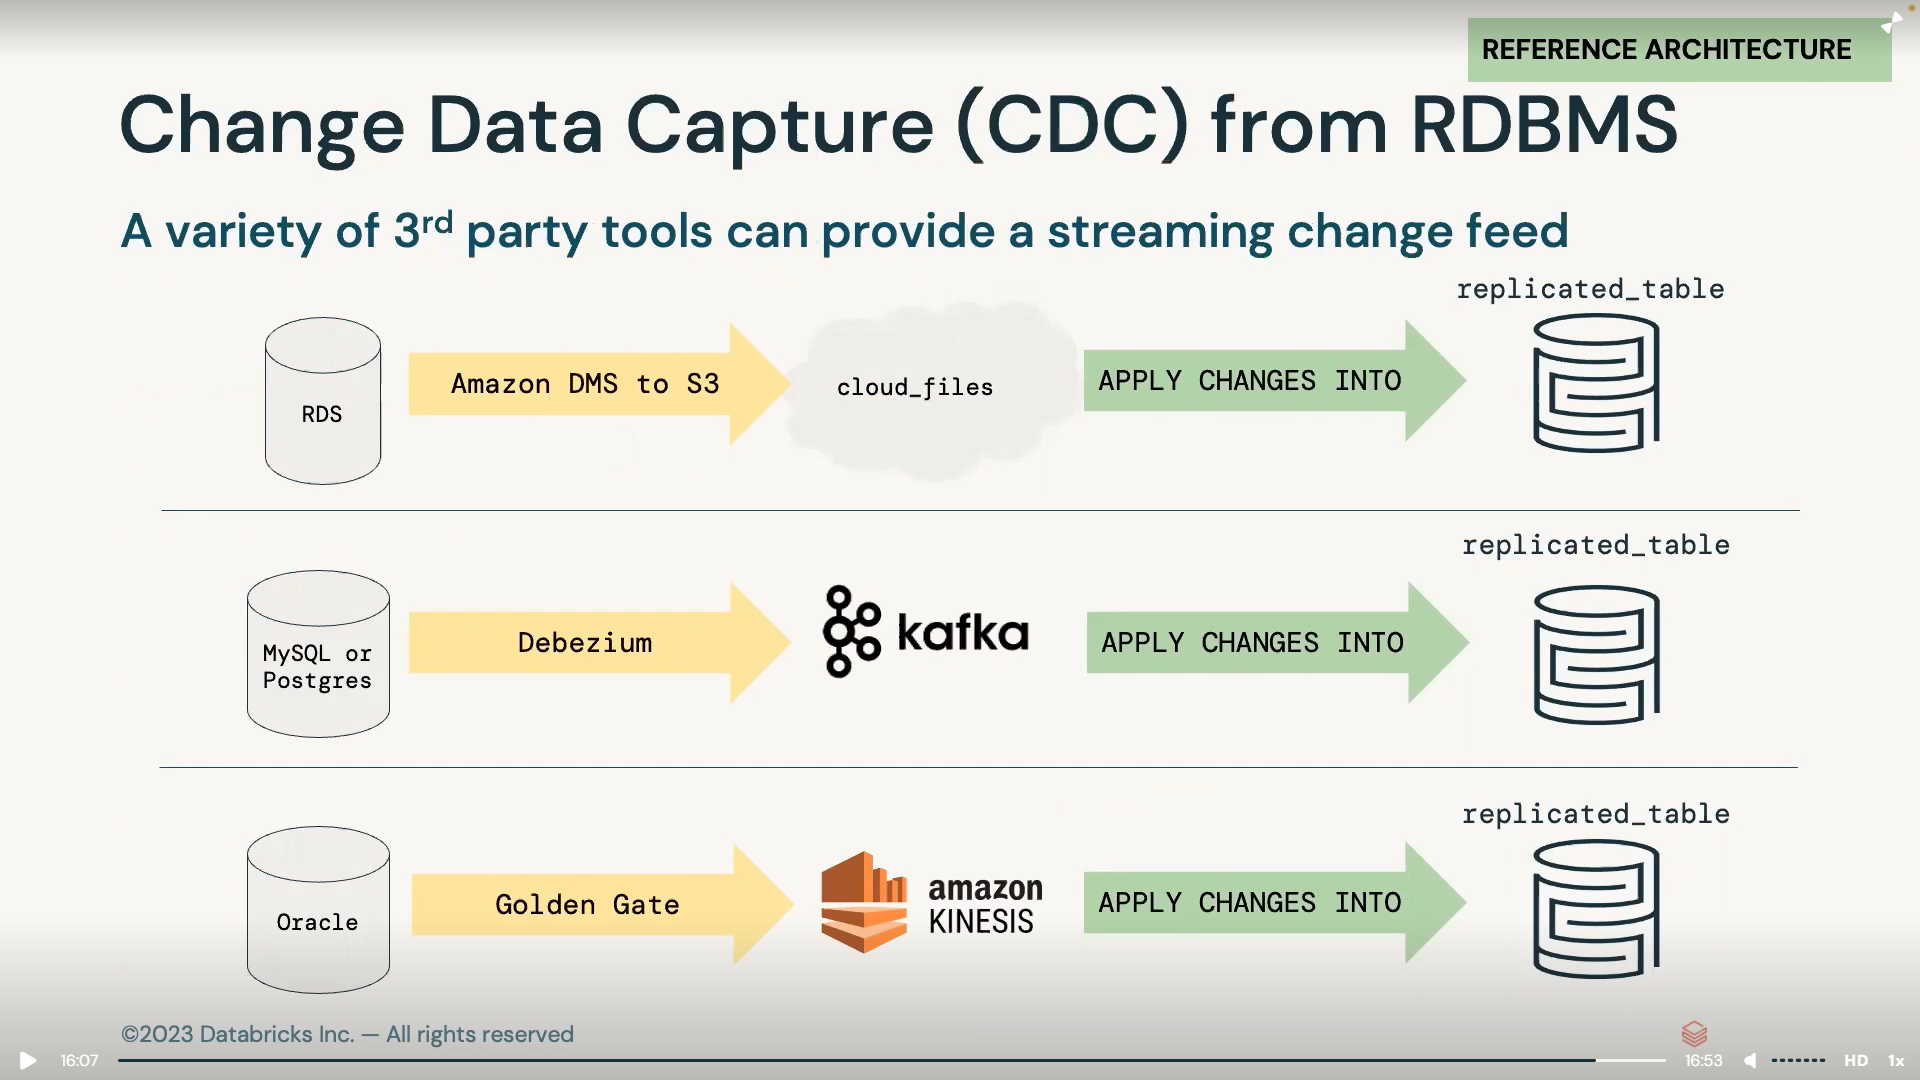 REFERENCE ARCHITECTURE
Change Data Capture (CDC) from RDBMS
A variety of 3rd party tools can provide a streaming change feed
replicated_table
RDS
Amazon DMS to S3
cloud_files
APPLY CHANGES INTO
replicated_table
MySQL or
Postgres
Debezium
kafka
APPLY CHANGES INTO
replicated_table
Oracle
Golden Gate
amazon
KINESIS
APPLY CHANGES INTO
©2023 Databricks Inc. — All rights reserved
16:07
16:53
HD
1x